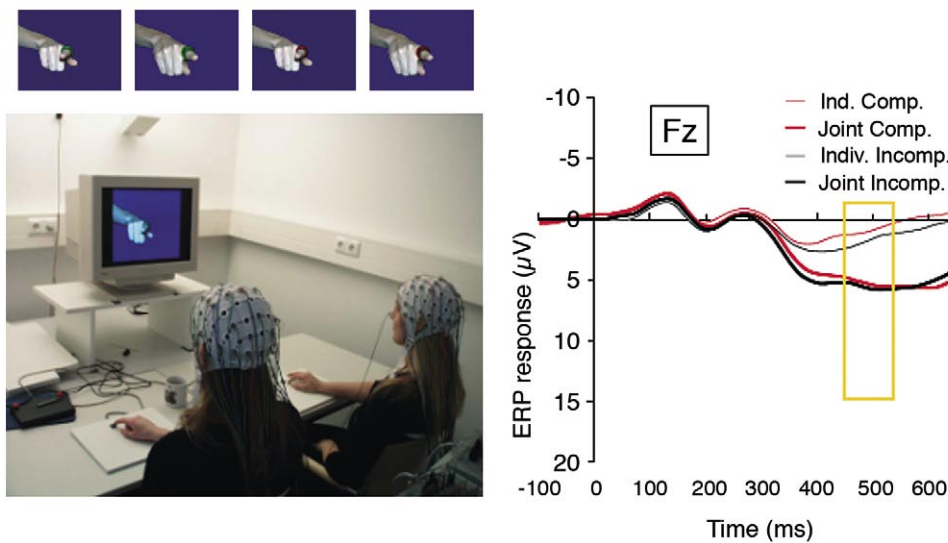 -10
-5
0
5
10
15
20
ERP response (µV)
Fz
Ind. Comp.
Joint Comp.
Indiv. Incomp.
Joint Incomp.
-100 0 100 200 300 400 500 600
Time (ms)